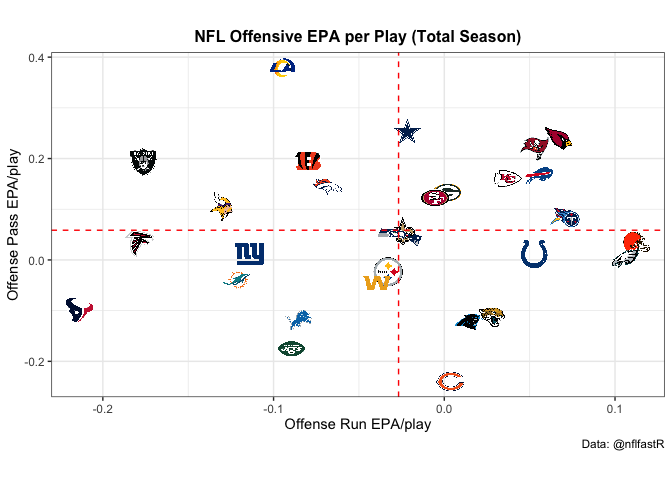 NFL Offensive EPA per Play (Total Season)
0.4
0.2
0.0
-0.2
Offense Pass EPA/play
-0.2
-0.1
0.0
0.1
Offense Run EPA/play
Data: @nflfastR
ny
W